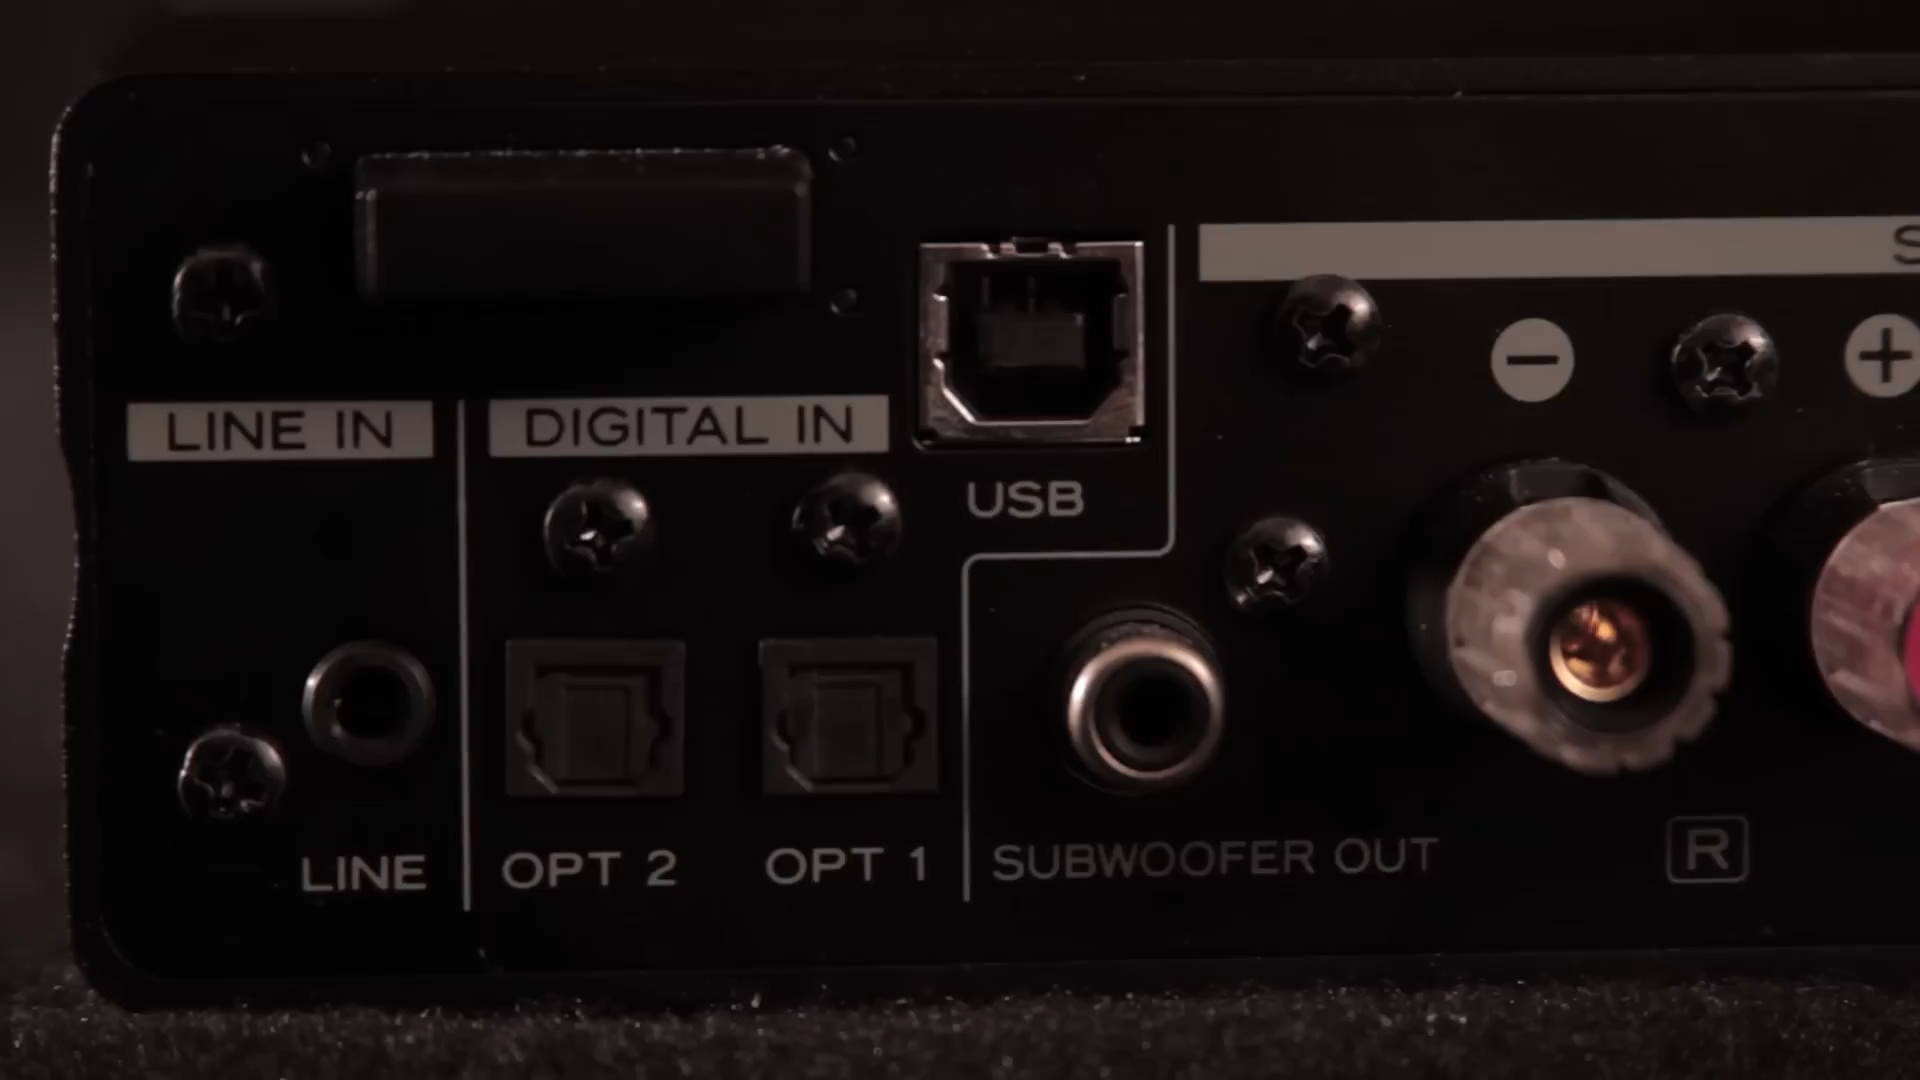 S
−
+
LINE IN
DIGITAL IN
USB
LINE
OPT 2
OPT 1
SUBWOOFER OUT
R